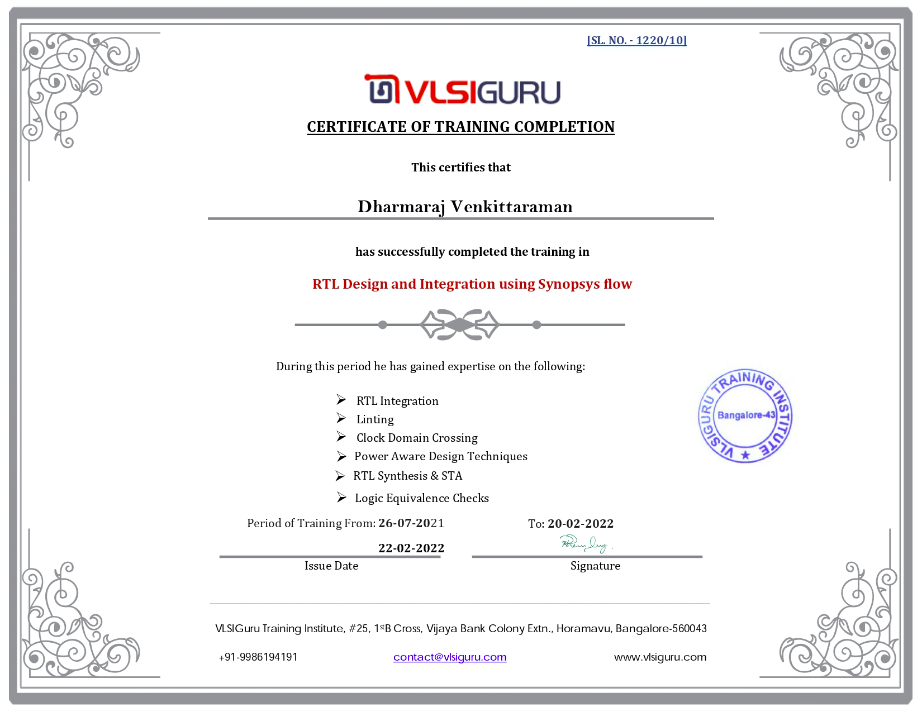 [SL. NO. - 1220/10]
VLSIGURU
CERTIFICATE OF TRAINING COMPLETION
This certifies that
Dharmaraj Venkittaraman
has successfully completed the training in
RTL Design and Integration using Synopsys flow
During this period he has gained expertise on the following:
➢ RTL Integration
➢ Linting
➢ Clock Domain Crossing
➢ Power Aware Design Techniques
➢ RTL Synthesis & STA
➢ Logic Equivalence Checks
VLSIGURU TRAINING INSTITUTE ★
Bangalore-43
Period of Training From: 26-07-2021 To: 20-02-2022
22-02-2022
Issue Date Signature
VLSIGuru Training Institute, #25, 1stB Cross, Vijaya Bank Colony Extn., Horamavu, Bangalore-560043
+91-9986194191 contact@vlsiguru.com www.vlsiguru.com